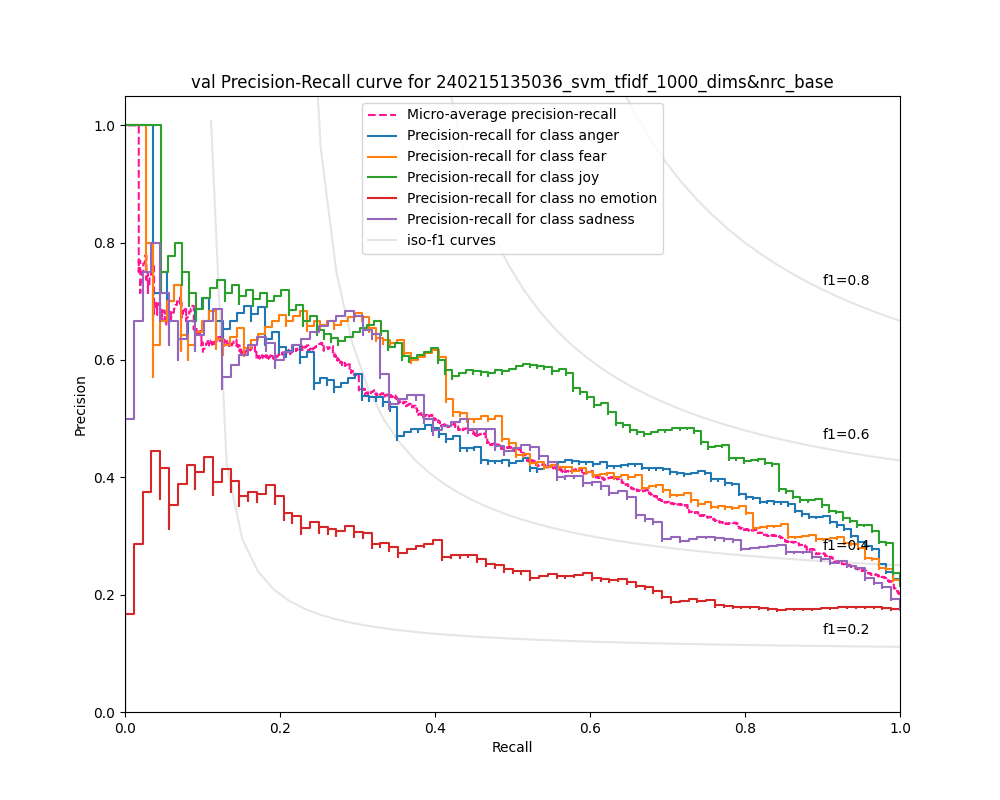 val Precision-Recall curve for 240215135036_svm_tfidf_1000_dims&nrc_base
Micro-average precision-recall
Precision-recall for class anger
Precision-recall for class fear
Precision-recall for class joy
Precision-recall for class no emotion
Precision-recall for class sadness
iso-f1 curves
1.0
0.8
0.6
0.4
0.2
0.0
Precision
f1=0.8
f1=0.6
f1=0.4
f1=0.2
0.0 0.2 0.4 0.6 0.8 1.0
Recall